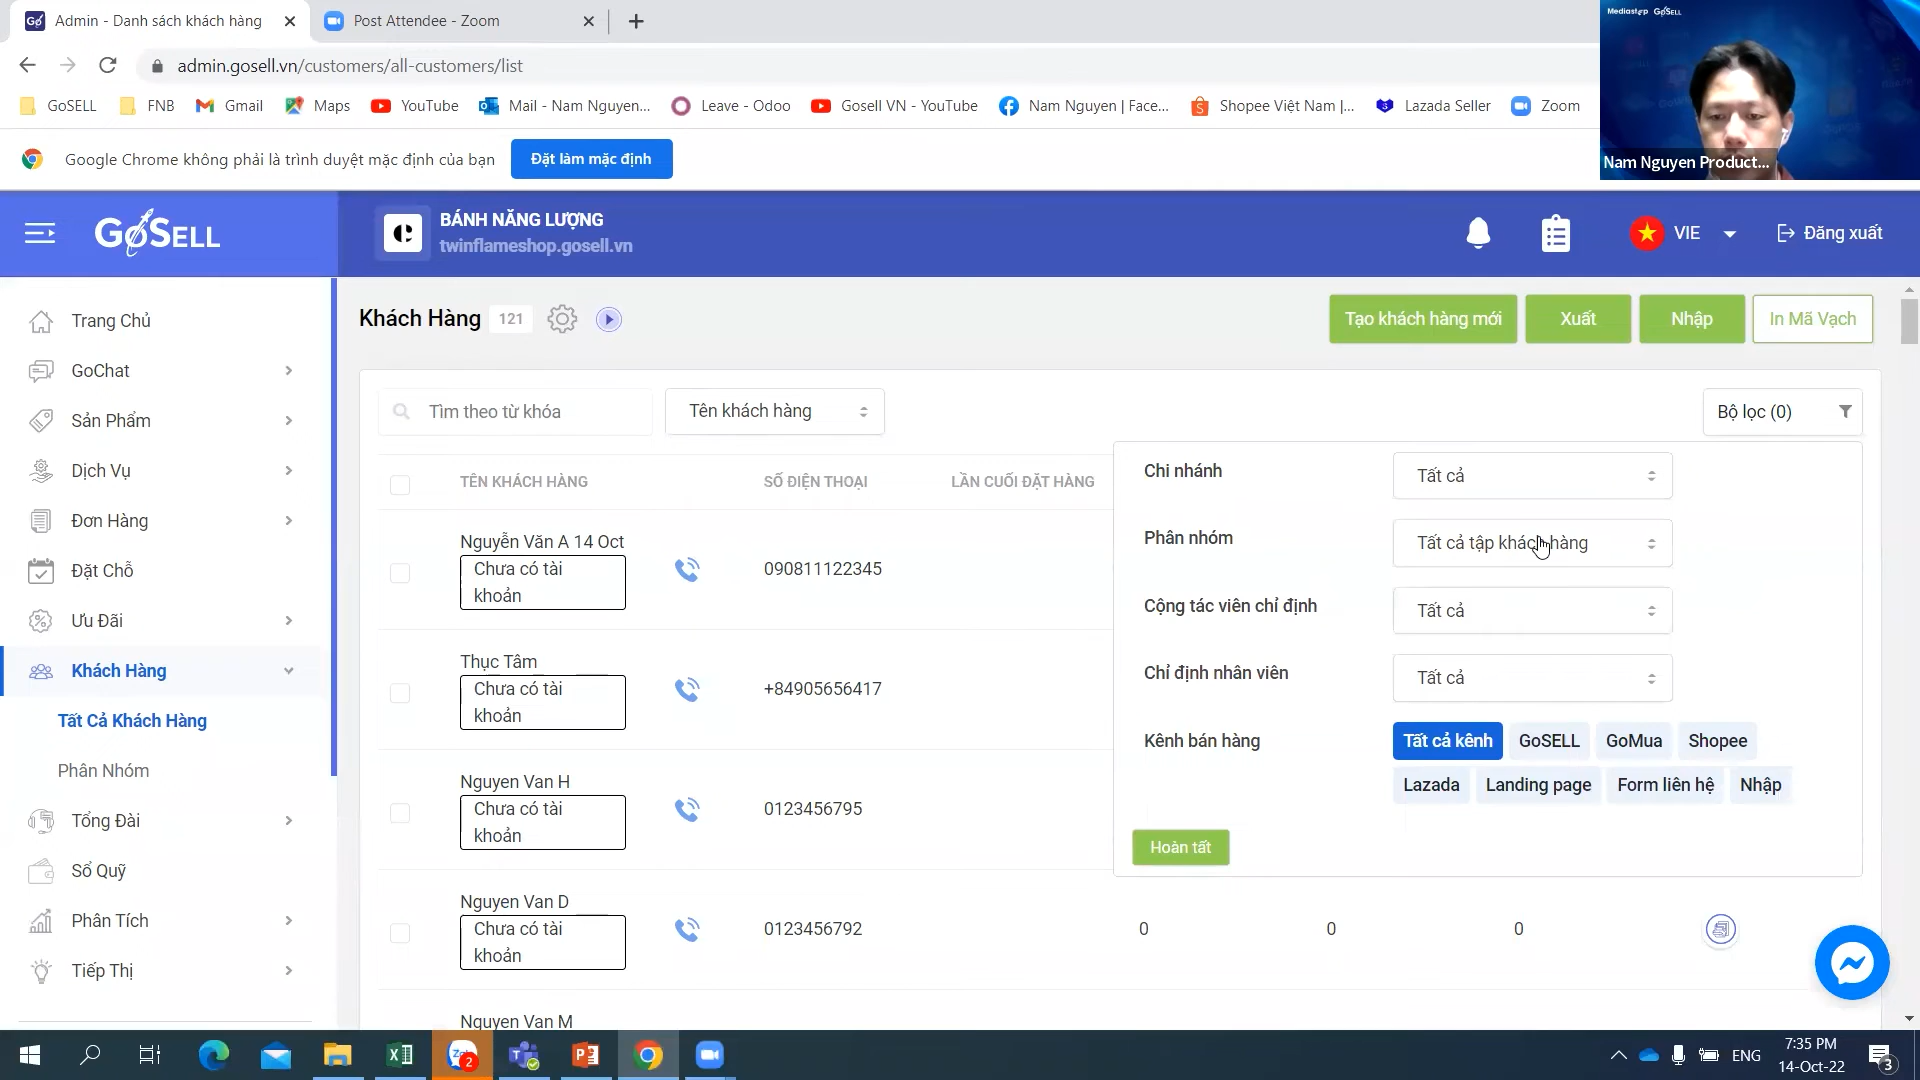 Admin - Danh sách khách hàng
Post Attendee - Zoom
admin.gosell.vn/customers/all-customers/list
GoSELL
FNB
Gmail
Maps
YouTube
Mail - Nam Nguyen...
Leave - Odoo
Gosell VN - YouTube
Nam Nguyen | Face...
Shopee Việt Nam |...
Lazada Seller
Zoom
Mediastep GoSELL
Nam Nguyen Product...
Google Chrome không phải là trình duyệt mặc định của bạn
Đặt làm mặc định
GoSELL
BÁNH NĂNG LƯỢNG
twinflameshop.gosell.vn
VIE
Đăng xuất
Trang Chủ
GoChat
Sản Phẩm
Dịch Vụ
Đơn Hàng
Đặt Chỗ
Ưu Đãi
Khách Hàng
Tất Cả Khách Hàng
Phân Nhóm
Tổng Đài
Sổ Quỹ
Phân Tích
Tiếp Thị
Khách Hàng 121
Tạo khách hàng mới
Xuất
Nhập
In Mã Vạch
Tìm theo từ khóa
Tên khách hàng
Bộ lọc (0)
TÊN KHÁCH HÀNG
SỐ ĐIỆN THOẠI
LẦN CUỐI ĐẶT HÀNG
Nguyễn Văn A 14 Oct
Chưa có tài
khoản
090811122345
Thục Tâm
Chưa có tài
khoản
+84905656417
Nguyen Van H
Chưa có tài
khoản
0123456795
Nguyen Van D
Chưa có tài
khoản
0123456792
0
0
0
Nguyen Van M
Chi nhánh
Tất cả
Phân nhóm
Tất cả tập khách hàng
Cộng tác viên chỉ định
Tất cả
Chỉ định nhân viên
Tất cả
Kênh bán hàng
Tất cả kênh
GoSELL
GoMua
Shopee
Lazada
Landing page
Form liên hệ
Nhập
Hoàn tất
2
ENG
7:35 PM
14-Oct-22
3